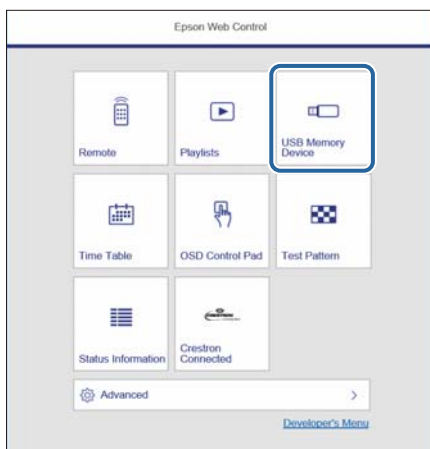 Epson Web Control
Remote
Playlists
USB Memory
Device
Time Table
OSD Control Pad
Test Pattern
Status Information
CRESTRON
Crestron
Connected
Advanced
Developer's Menu